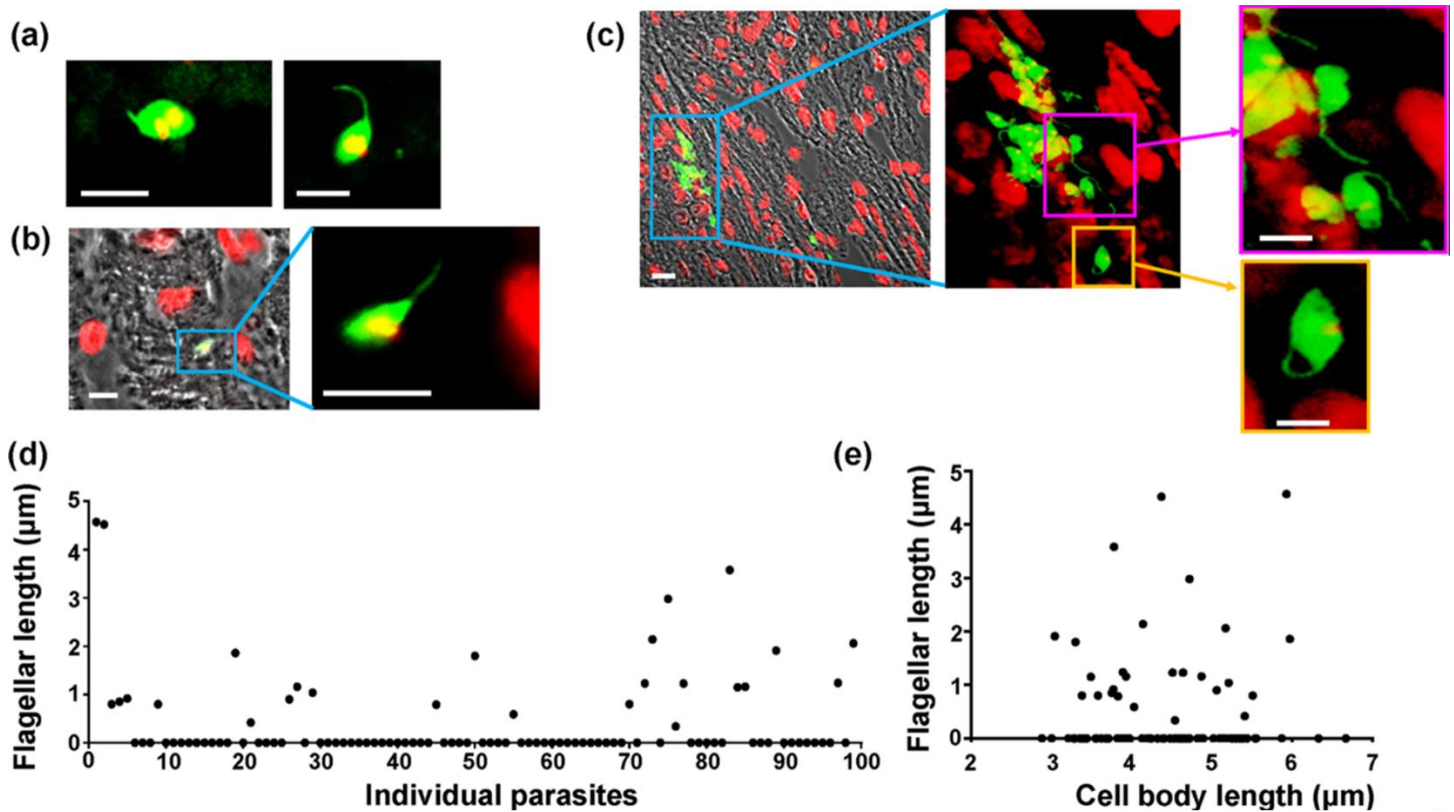 (a)
(b)
(c)
(d)
Flagellar length (µm)
5
4
3
2
1
0
0 10 20 30 40 50 60 70 80 90 100
Individual parasites
(e)
Flagellar length (µm)
5
4
3
2
1
0
2 3 4 5 6 7
Cell body length (µm)